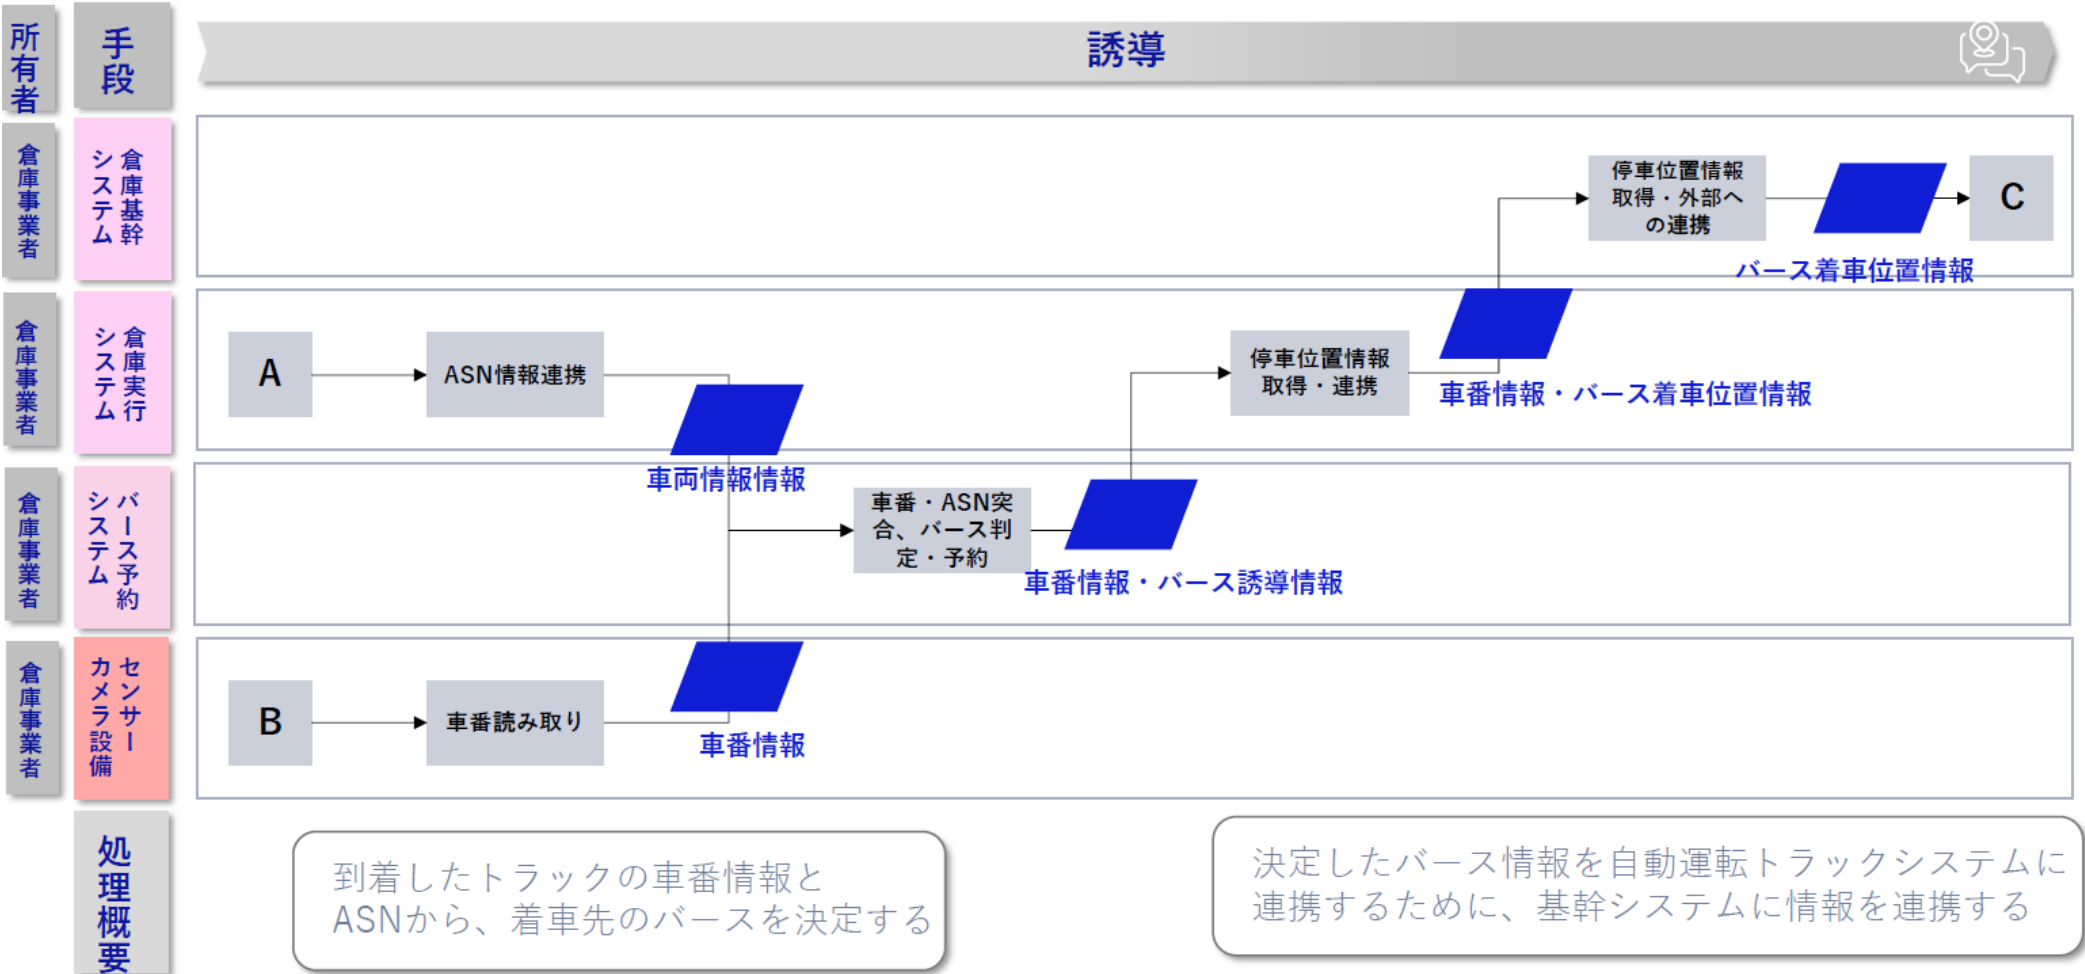 所有者
手段
誘導
倉庫事業者
倉庫基幹
システム
停車位置情報
取得・外部へ
の連携
C
バース着車位置情報
倉庫事業者
倉庫実行
システム
A
ASN情報連携
車両情報情報
停車位置情報
取得・連携
車番情報・バース着車位置情報
倉庫事業者
バース予約
システム
車番・ASN突
合、バース判
定・予約
車番情報・バース誘導情報
倉庫事業者
センサー
カメラ設備
B
車番読み取り
車番情報
処理概要
到着したトラックの車番情報と
ASNから、着車先のバースを決定する
決定したバース情報を自動運転トラックシステムに
連携するために、基幹システムに情報を連携する